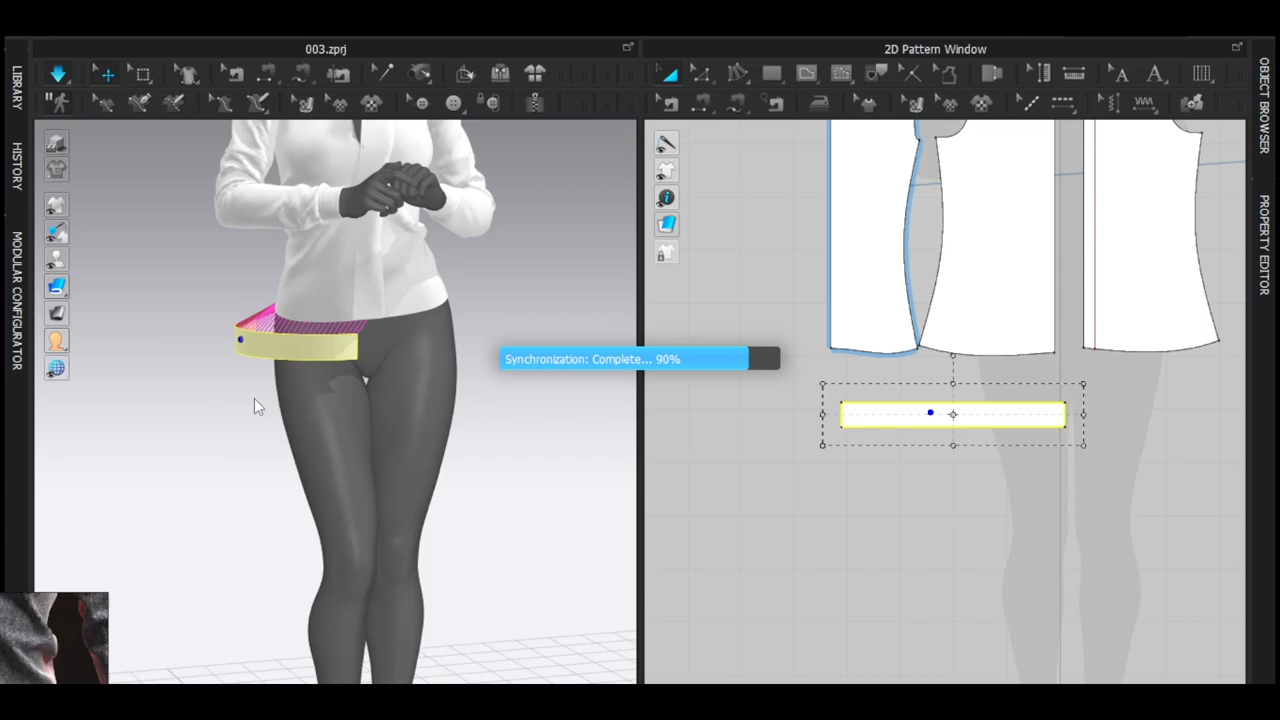 003.zprj
2D Pattern Window
LIBRARY
HISTORY
MODULAR CONFIGURATOR
Synchronization: Complete... 90%
OBJECT BROWSER
PROPERTY EDITOR